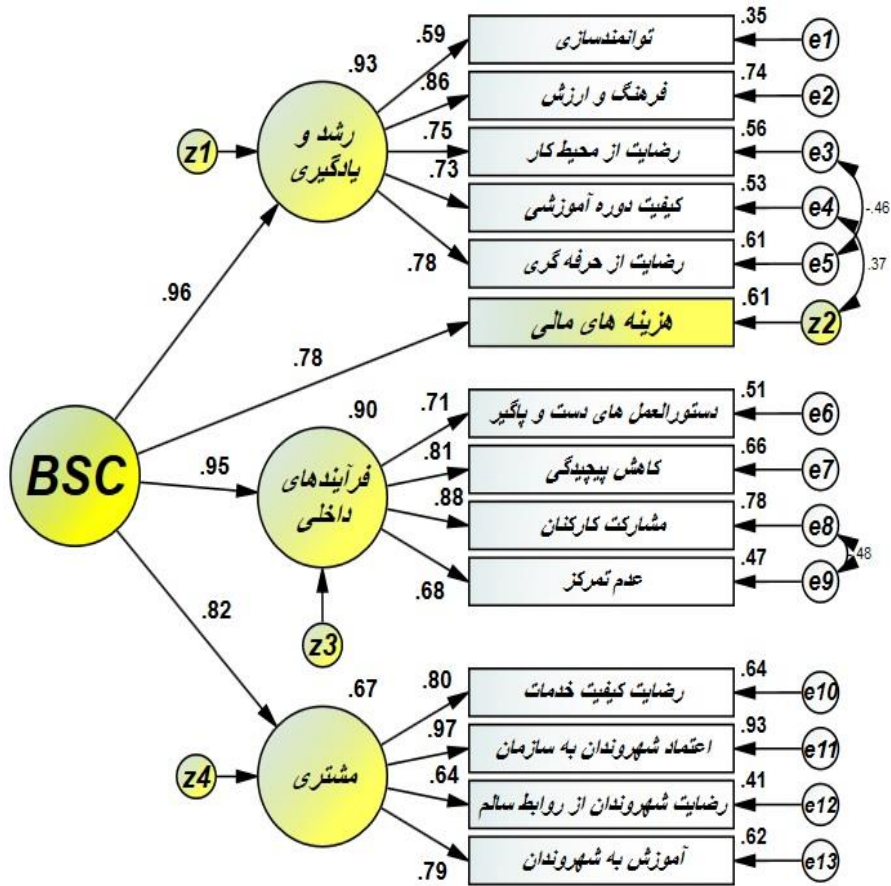 .35
.59
توانمندسازی
e1
.93
.86
.74
فرهنگ و ارزش
e2
رشد و
یادگیری
z1
.75
.56
رضایت از محیط کار
e3
.73
.53
کیفیت دوره آموزشی
e4
-.46
.78
.61
رضایت از حرفه گری
e5
.37
.96
.61
هزینه های مالی
z2
.78
.51
.90
.71
دستورالعمل های دست و پاگیر
e6
BSC
.95
فرآیندهای
داخلی
.81
.66
کاهش پیچیدگی
e7
.88
.78
مشارکت کارکنان
e8
.48
.68
.47
عدم تمرکز
e9
.82
z3
.67
.80
.64
رضایت کیفیت خدمات
e10
z4
مشتری
.97
.93
اعتماد شهروندان به سازمان
e11
.64
.41
رضایت شهروندان از روابط سالم
e12
.79
.62
آموزش به شهروندان
e13